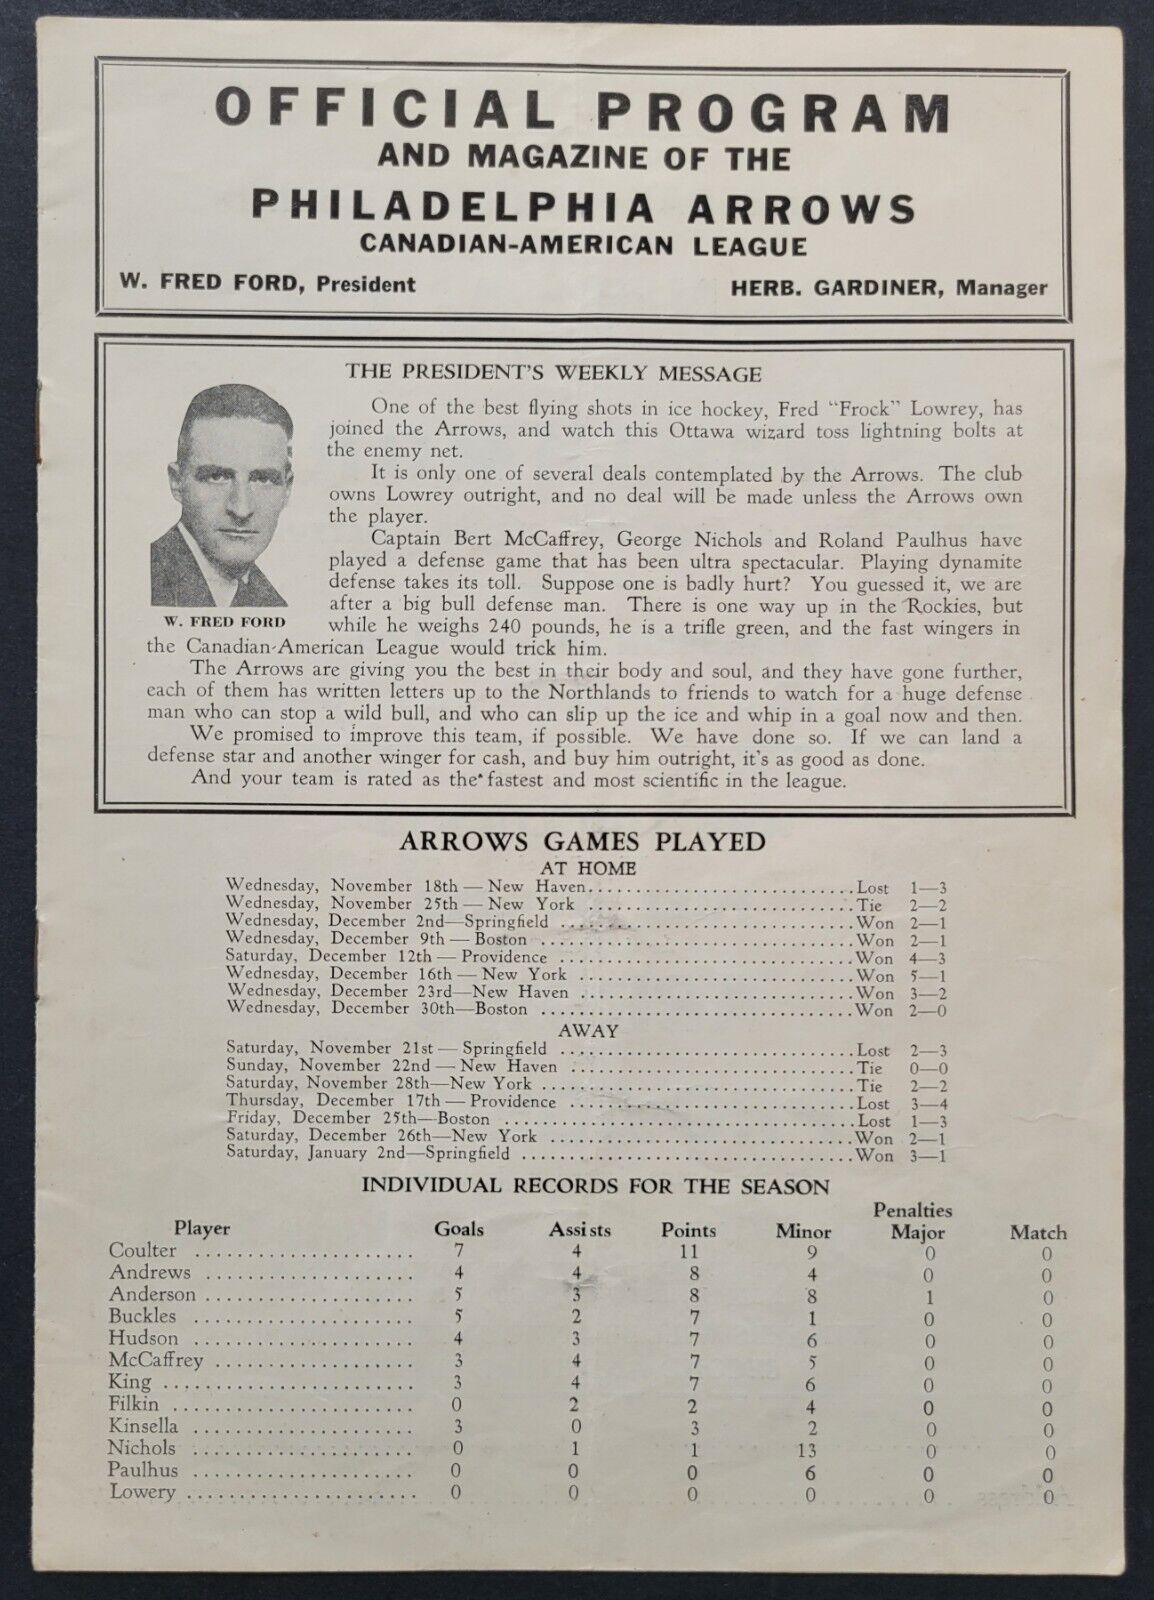 OFFICIAL PROGRAM
AND MAGAZINE OF THE
PHILADELPHIA ARROWS
CANADIAN-AMERICAN LEAGUE
W. FRED FORD, President HERB. GARDINER, Manager
THE PRESIDENT'S WEEKLY MESSAGE
One of the best flying shots in ice hockey, Fred "Frock" Lowrey, has
joined the Arrows, and watch this Ottawa wizard toss lightning bolts at
the enemy net.
It is only one of several deals contemplated by the Arrows. The club
owns Lowrey outright, and no deal will be made unless the Arrows own
the player.
Captain Bert McCaffrey, George Nichols and Roland Paulhus have
played a defense game that has been ultra spectacular. Playing dynamite
defense takes its toll. Suppose one is badly hurt? You guessed it, we are
after a big bull defense man. There is one way up in the Rockies, but
W. FRED FORD
while he weighs 240 pounds, he is a trifle green, and the fast wingers in
the Canadian-American League would trick him.
The Arrows are giving you the best in their body and soul, and they have gone further,
each of them has written letters up to the Northlands to friends to watch for a huge defense
man who can stop a wild bull, and who can slip up the ice and whip in a goal now and then.
We promised to improve this team, if possible. We have done so. If we can land a
defense star and another winger for cash, and buy him outright, it's as good as done.
And your team is rated as the fastest and most scientific in the league.
ARROWS GAMES PLAYED
AT HOME
Wednesday, November 18th—New Haven Lost 1—3
Wednesday, November 25th—New York Tie 2—2
Wednesday, December 2nd—Springfield Won 2—1
Wednesday, December 9th—Boston Won 2—1
Saturday, December 12th—Providence Won 4—3
Wednesday, December 16th—New York Won 5—1
Wednesday, December 23rd—New Haven Won 3—2
Wednesday, December 30th—Boston Won 2—0
AWAY
Saturday, November 21st—Springfield Lost 2—3
Sunday, November 22nd—New Haven Tie 0—0
Saturday, November 28th—New York Tie 2—2
Thursday, December 17th—Providence Lost 3—4
Friday, December 25th—Boston Lost 1—3
Saturday, December 26th—New York Won 2—1
Saturday, January 2nd—Springfield Won 3—1
INDIVIDUAL RECORDS FOR THE SEASON
Penalties
Player Goals Assists Points Minor Major Match
Coulter 7 4 11 9 0 0
Andrews 4 4 8 4 0 0
Anderson 5 3 8 8 1 0
Buckles 5 2 7 1 0 0
Hudson 4 3 7 6 0 0
McCaffrey 3 4 7 5 0 0
King 3 4 7 6 0 0
Filkin 0 2 2 4 0 0
Kinsella 3 0 3 2 0 0
Nichols 0 1 1 13 0 0
Paulhus 0 0 0 6 0 0
Lowery 0 0 0 0 0 0